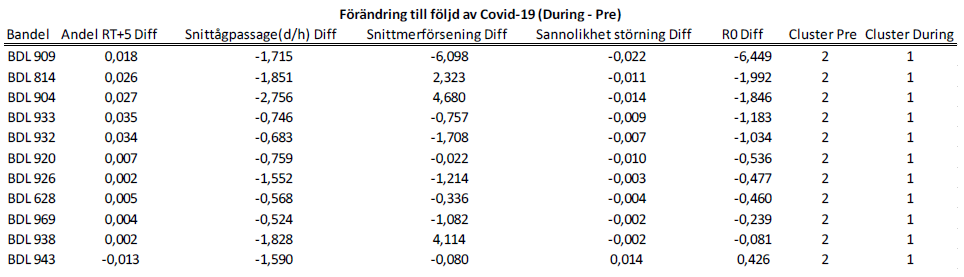 Förändring till följd av Covid-19 (During - Pre)
Bandel Andel RT+5 Diff Snittågpassage(d/h) Diff Snittmerförsening Diff Sannolikhet störning Diff R0 Diff Cluster Pre Cluster During
BDL 909 0,018 -1,715 -6,098 -0,022 -6,449 2 1
BDL 814 0,026 -1,851 2,323 -0,011 -1,992 2 1
BDL 904 0,027 -2,756 4,680 -0,014 -1,846 2 1
BDL 933 0,035 -0,746 -0,757 -0,009 -1,183 2 1
BDL 932 0,034 -0,683 -1,708 -0,007 -1,034 2 1
BDL 920 0,007 -0,759 -0,022 -0,010 -0,536 2 1
BDL 926 0,002 -1,552 -1,214 -0,003 -0,477 2 1
BDL 628 0,005 -0,568 -0,336 -0,004 -0,460 2 1
BDL 969 0,004 -0,524 -1,082 -0,002 -0,239 2 1
BDL 938 0,002 -1,828 4,114 -0,002 -0,081 2 1
BDL 943 -0,013 -1,590 -0,080 0,014 0,426 2 1